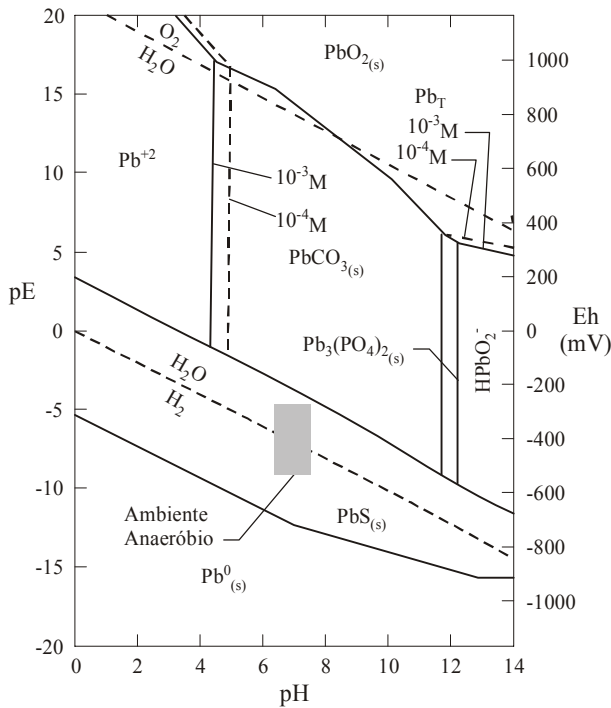 20
15
10
5
0
-5
-10
-15
-20
pE
0
2
4
6
8
10
12
14
pH
1000
800
600
400
200
0
-200
-400
-600
-800
-1000
Eh
(mV)
O₂
H₂O
PbO₂(s)
Pb_T
10⁻³M
10⁻⁴M
Pb⁺²
10⁻³M
10⁻⁴M
PbCO₃(s)
Pb₃(PO₄)₂(s)
HPbO₂⁻
H₂O
H₂
Ambiente
Anaeróbio
PbS(s)
Pb⁰(s)